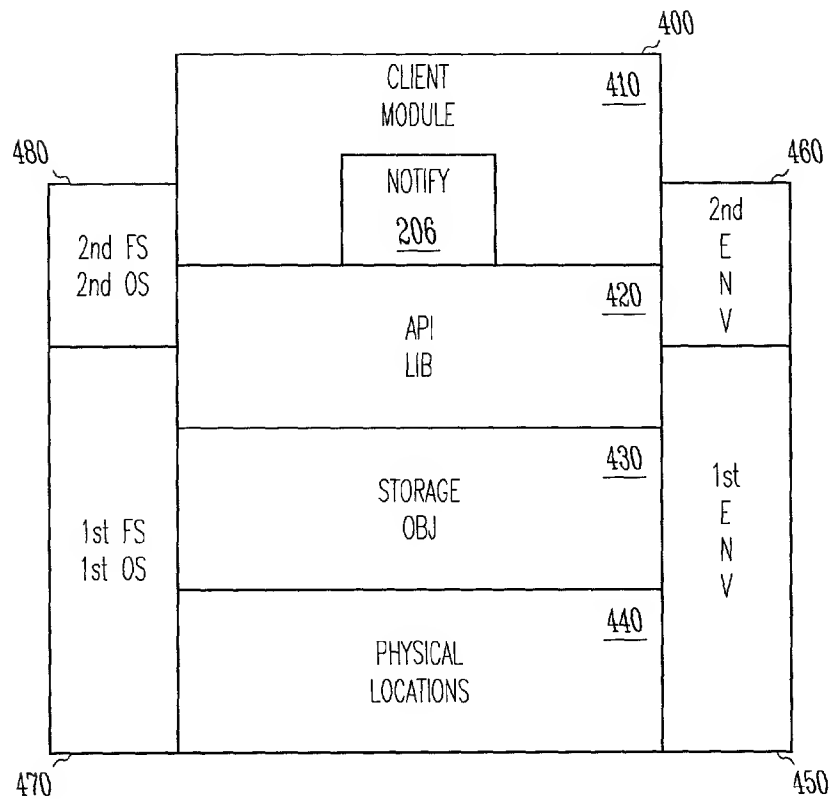 400
CLIENT
MODULE
410
480
NOTIFY
206
460
2nd FS
2nd OS
2nd
E
N
V
API
LIB
420
1st FS
1st OS
STORAGE
OBJ
430
1st
E
N
V
PHYSICAL
LOCATIONS
440
470
450